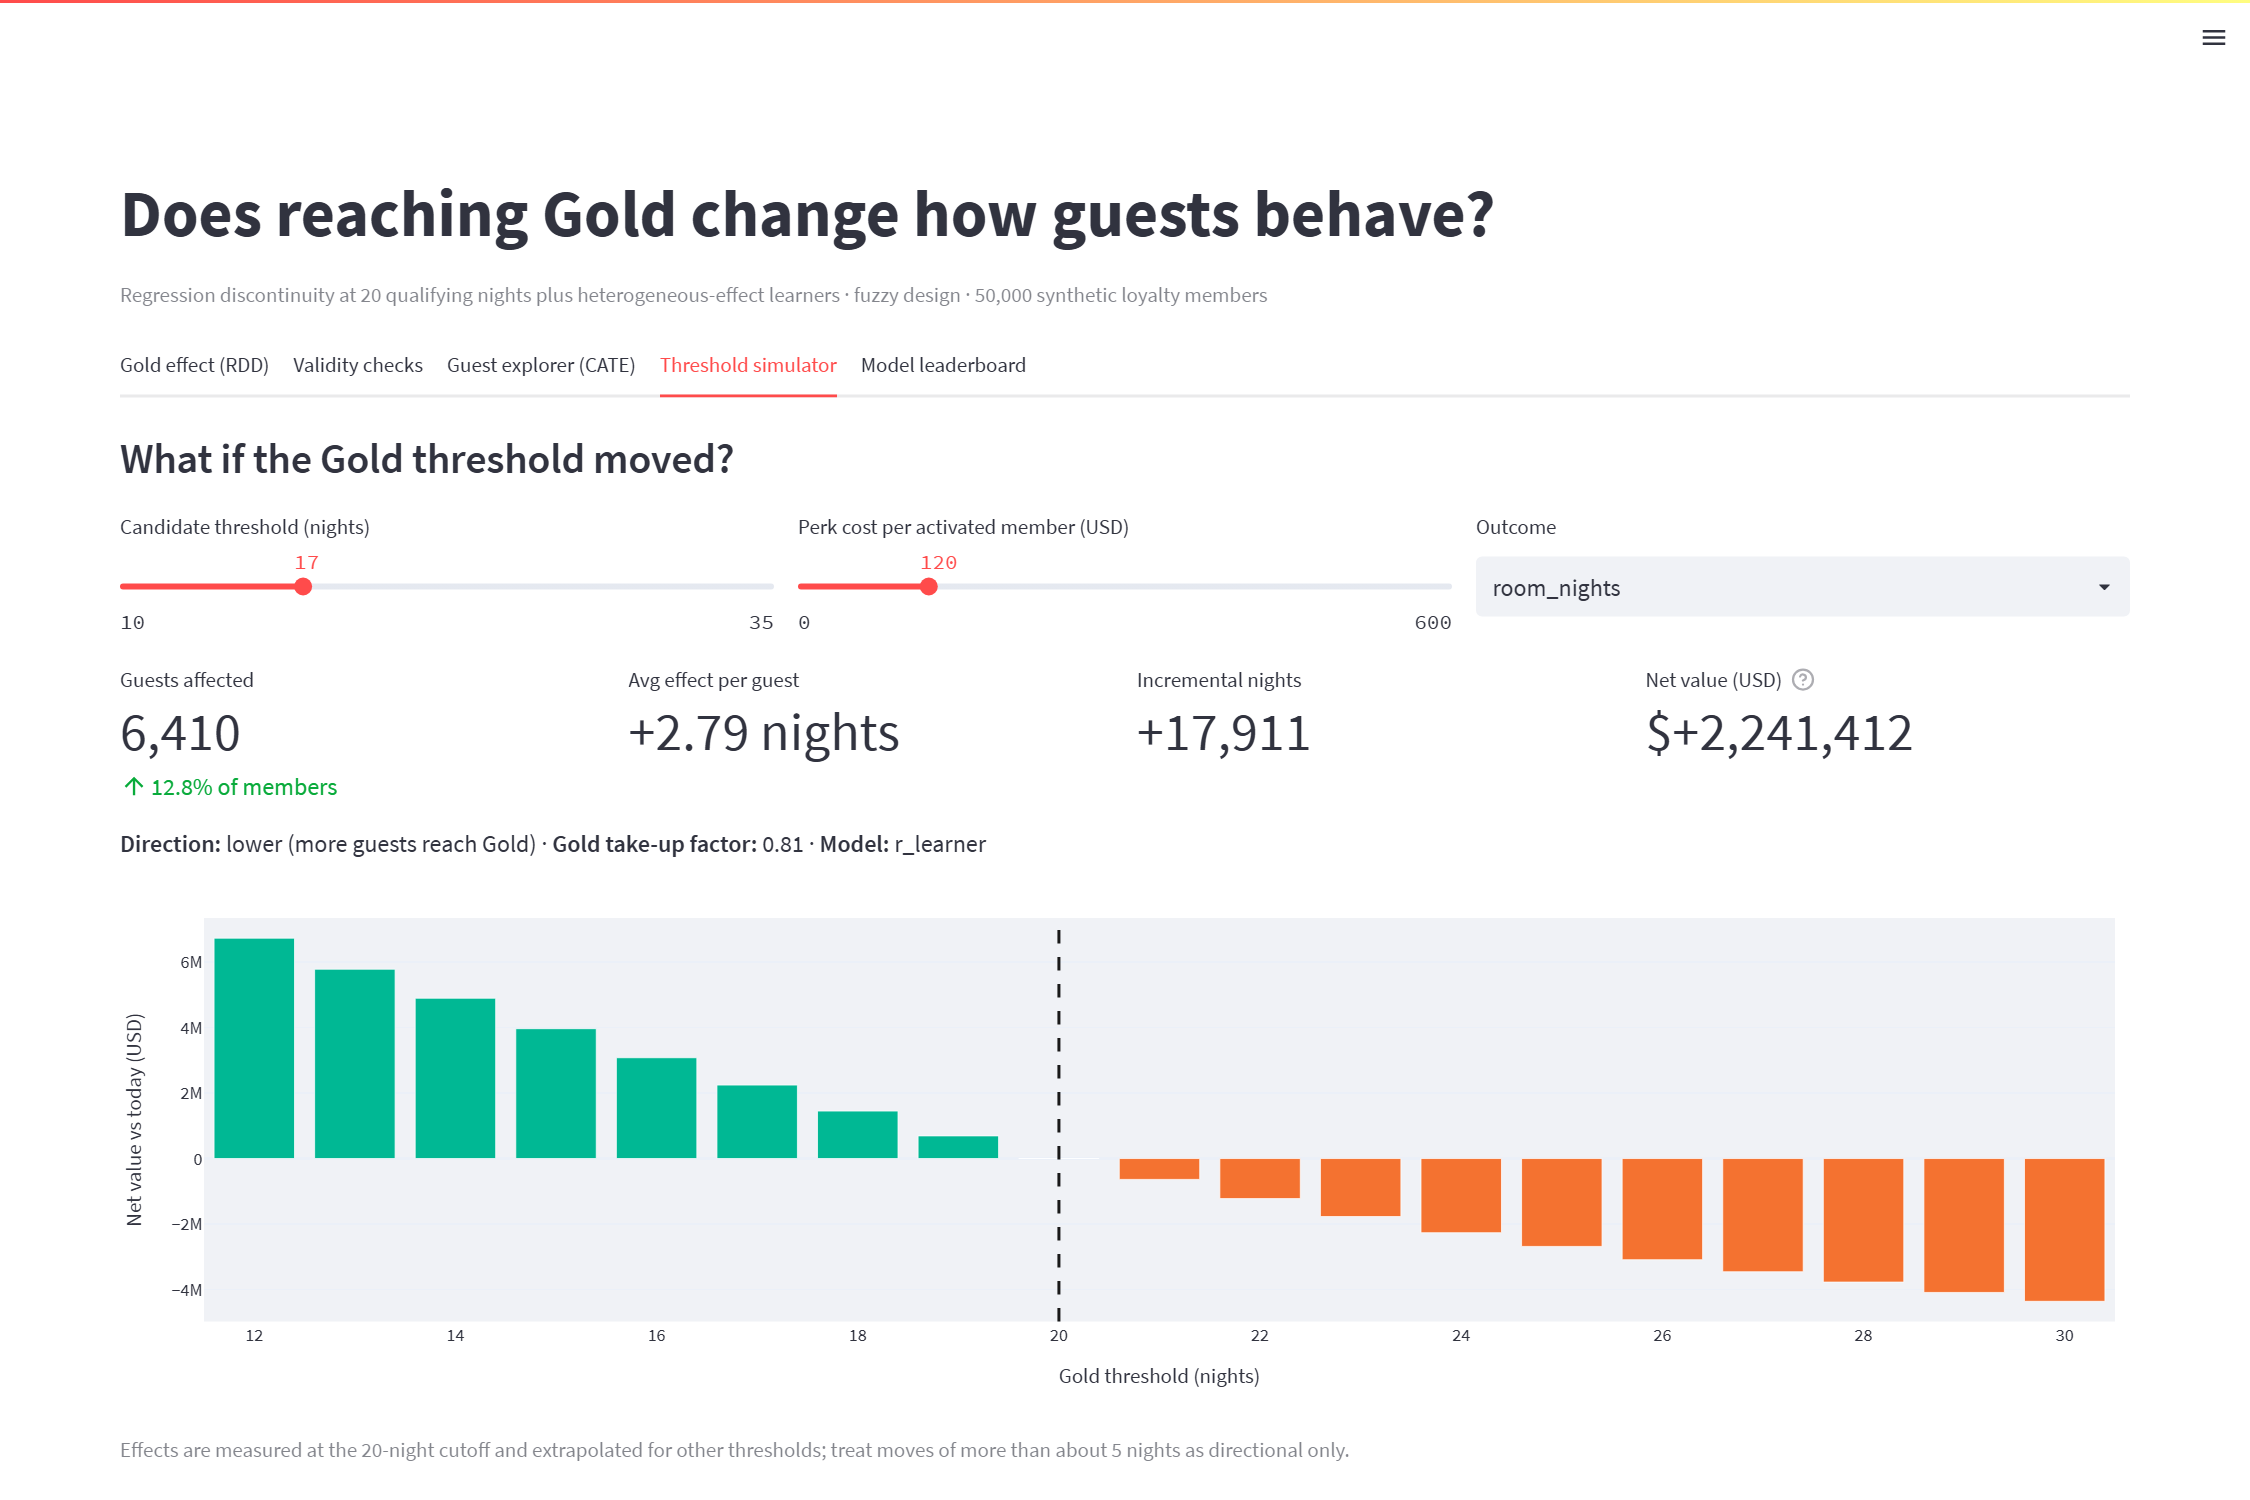 Does reaching Gold change how guests behave?
Regression discontinuity at 20 qualifying nights plus heterogeneous-effect learners · fuzzy design · 50,000 synthetic loyalty members
Gold effect (RDD) Validity checks Guest explorer (CATE) Threshold simulator Model leaderboard
What if the Gold threshold moved?
Candidate threshold (nights) Perk cost per activated member (USD) Outcome
17 120
room_nights
10 35 0 600
Guests affected Avg effect per guest Incremental nights Net value (USD)
6,410 +2.79 nights +17,911 $+2,241,412
↑ 12.8% of members
Direction: lower (more guests reach Gold) · Gold take-up factor: 0.81 · Model: r_learner
Net value vs today (USD)
6M
4M
2M
0
−2M
−4M
12 14 16 18 20 22 24 26 28 30
Gold threshold (nights)
Effects are measured at the 20-night cutoff and extrapolated for other thresholds; treat moves of more than about 5 nights as directional only.